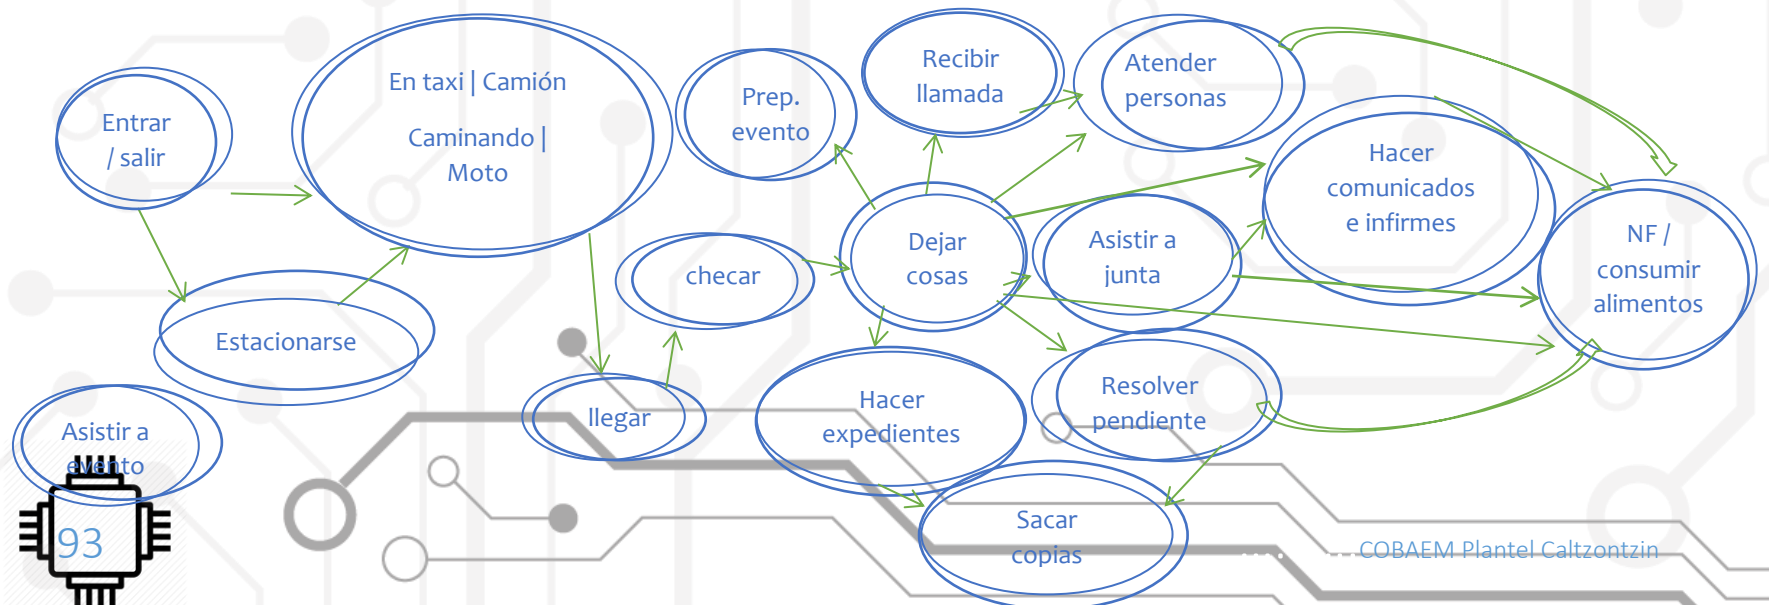 Entrar
/ salir
En taxi | Camión
Caminando |
Moto
Prep.
evento
Recibir
llamada
Atender
personas
Hacer
comunicados
e infirmes
NF /
consumir
alimentos
Dejar
cosas
Asistir a
junta
checar
Estacionarse
llegar
Hacer
expedientes
Resolver
pendiente
Asistir a
evento
Sacar
copias
93
COBAEM Plantel Caltzontzin